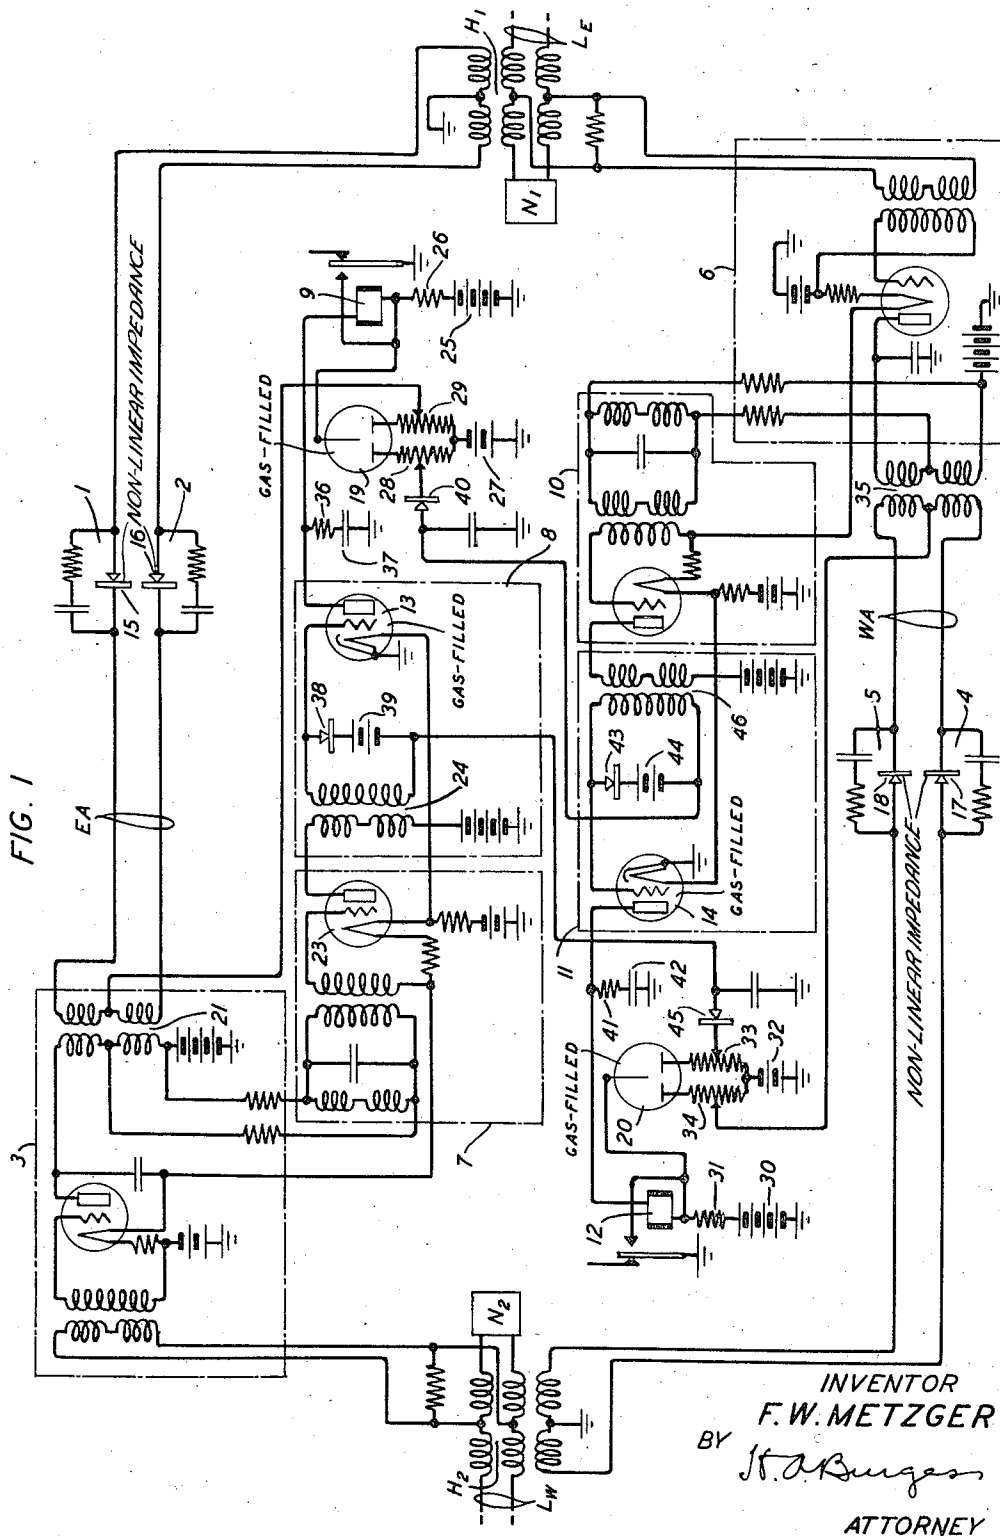 FIG. 1
EA
1
15
16
NON-LINEAR IMPEDANCE
2
3
21
H1
LE
N1
GAS-FILLED
9
26
25
19
28
29
27
40
36
37
8
13
GAS-FILLED
38
39
24
23
7
6
10
35
46
43
44
11
14
GAS-FILLED
WA
5
18
17
4
NON-LINEAR IMPEDANCE
GAS-FILLED
41
42
45
20
34
33
32
12
31
30
N2
H2
LW
INVENTOR
F. W. METZGER
BY
H. A. Burgess
ATTORNEY